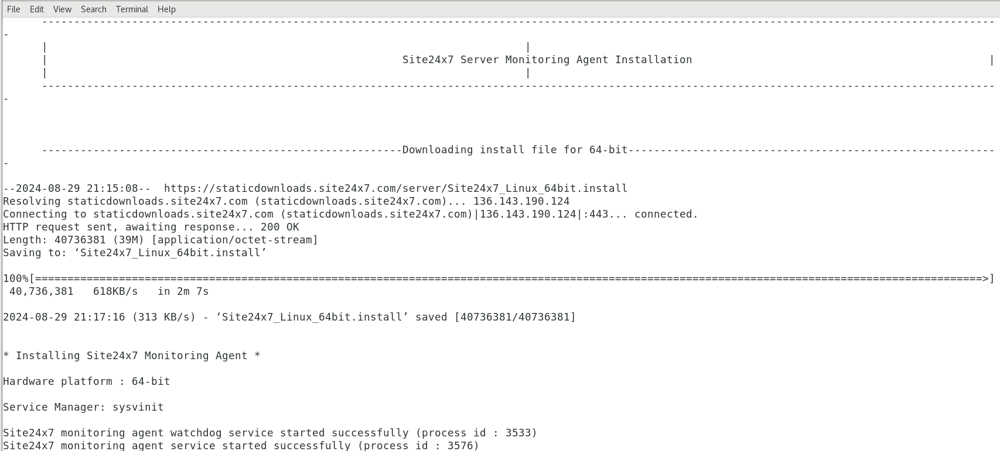 File Edit View Search Terminal Help
----------------------------------------------------------------------------------------------------------------------------------------------------
-
| |
| Site24x7 Server Monitoring Agent Installation |
| |
----------------------------------------------------------------------------------------------------------------------------------------------------
-
--------------------------------------------------------Downloading install file for 64-bit---------------------------------------------------------
-
--2024-08-29 21:15:08--  https://staticdownloads.site24x7.com/server/Site24x7_Linux_64bit.install
Resolving staticdownloads.site24x7.com (staticdownloads.site24x7.com)... 136.143.190.124
Connecting to staticdownloads.site24x7.com (staticdownloads.site24x7.com)|136.143.190.124|:443... connected.
HTTP request sent, awaiting response... 200 OK
Length: 40736381 (39M) [application/octet-stream]
Saving to: ‘Site24x7_Linux_64bit.install’
100%[===================================================================================================================================================>]
40,736,381   618KB/s   in 2m 7s
2024-08-29 21:17:16 (313 KB/s) - ‘Site24x7_Linux_64bit.install’ saved [40736381/40736381]
* Installing Site24x7 Monitoring Agent *
Hardware platform : 64-bit
Service Manager: sysvinit
Site24x7 monitoring agent watchdog service started successfully (process id : 3533)
Site24x7 monitoring agent service started successfully (process id : 3576)